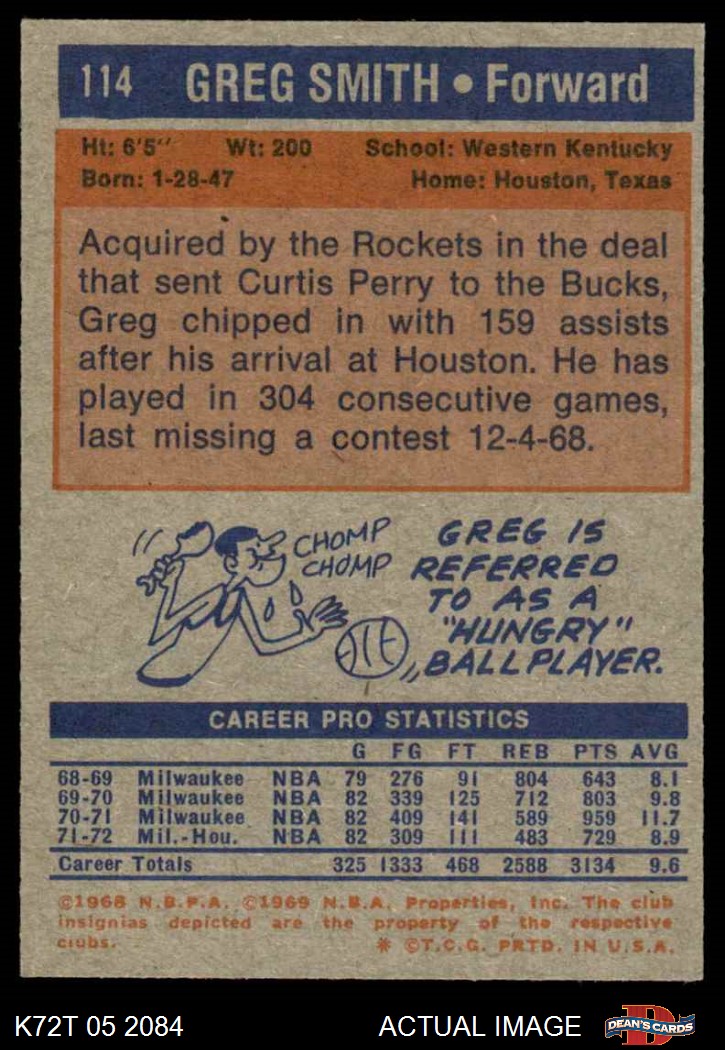 114 GREG SMITH • Forward
Ht: 6'5" Wt: 200 School: Western Kentucky
Born: 1-28-47 Home: Houston, Texas
Acquired by the Rockets in the deal
that sent Curtis Perry to the Bucks,
Greg chipped in with 159 assists
after his arrival at Houston. He has
played in 304 consecutive games,
last missing a contest 12-4-68.
CHOMP
CHOMP
GREG IS
REFERRED
TO AS A
"HUNGRY"
BALLPLAYER.
CAREER PRO STATISTICS
G FG FT REB PTS AVG
68-69 Milwaukee NBA 79 276 91 804 643 8.1
69-70 Milwaukee NBA 82 339 125 712 803 9.8
70-71 Milwaukee NBA 82 409 141 589 959 11.7
71-72 Mil.-Hou. NBA 82 309 111 483 729 8.9
Career Totals 325 1333 468 2588 3134 9.6
©1968 N.B.P.A. ©1969 N.B.A. Properties, Inc. The club
insignias depicted are the property of the respective
clubs. * ©T.C.G. PRTD. IN U.S.A.
K72T 05 2084 ACTUAL IMAGE
D
DEAN'S CARDS